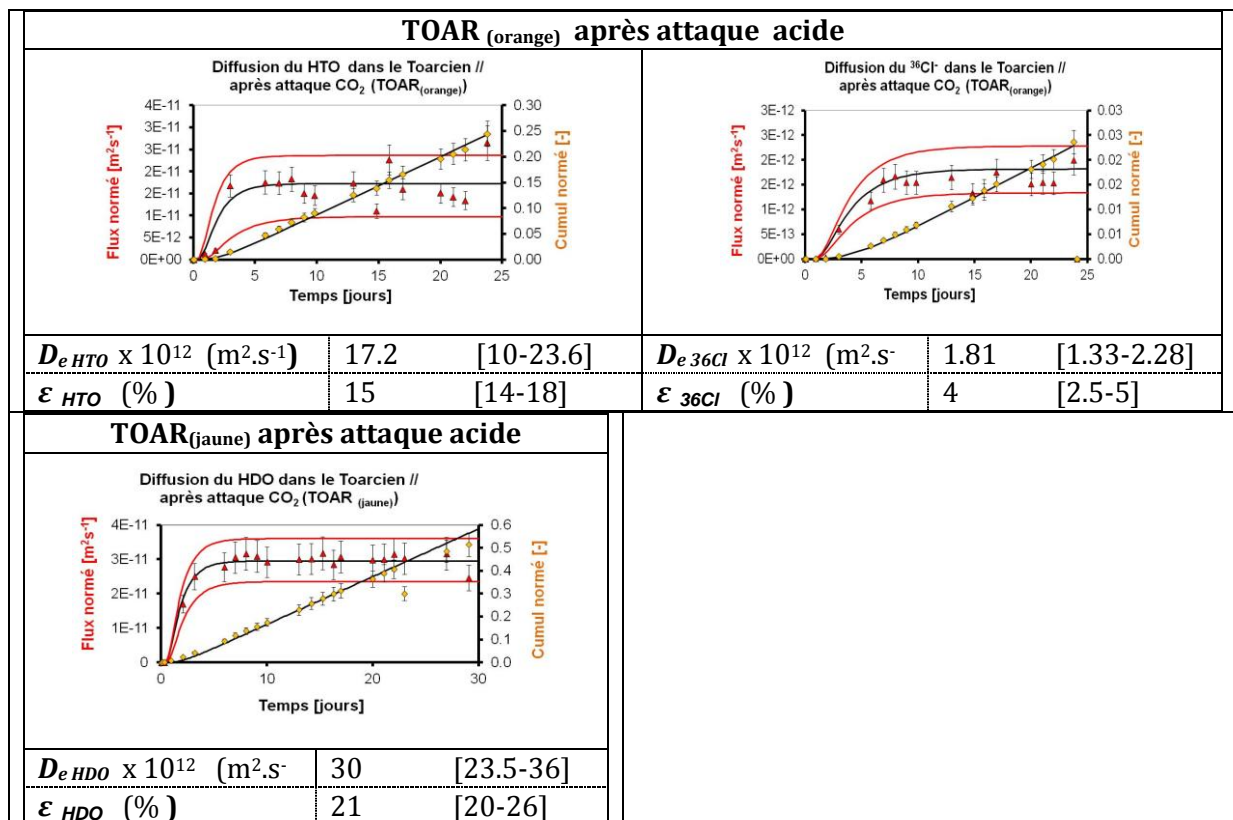 TOAR (orange) après attaque acide
Diffusion du HTO dans le Toarcien //
après attaque CO2 (TOAR(orange))
Flux normé [m²s⁻¹]
4E-11
3E-11
3E-11
2E-11
2E-11
1E-11
5E-12
0E+00
0.30
0.25
0.20
0.15
0.10
0.05
0.00
Cumul normé [-]
0 5 10 15 20 25
Temps [jours]
Diffusion du ³⁶Cl⁻ dans le Toarcien //
après attaque CO2 (TOAR(orange))
Flux normé [m²s⁻¹]
3E-12
3E-12
2E-12
2E-12
1E-12
5E-13
0E+00
0.03
0.03
0.02
0.02
0.01
0.01
0.00
Cumul normé [-]
0 5 10 15 20 25
Temps [jours]
De HTO x 10¹² (m².s⁻¹) 17.2 [10-23.6] De 36Cl x 10¹² (m².s⁻ 1.81 [1.33-2.28]
ε HTO (% ) 15 [14-18] ε 36Cl (% ) 4 [2.5-5]
TOAR(jaune) après attaque acide
Diffusion du HDO dans le Toarcien //
après attaque CO2 (TOAR (jaune))
Flux normé [m²s⁻¹]
4E-11
3E-11
2E-11
1E-11
0
0.6
0.5
0.4
0.3
0.2
0.1
0.0
Cumul normé [-]
0 10 20 30
Temps [jours]
De HDO x 10¹² (m².s⁻ 30 [23.5-36]
ε HDO (% ) 21 [20-26]